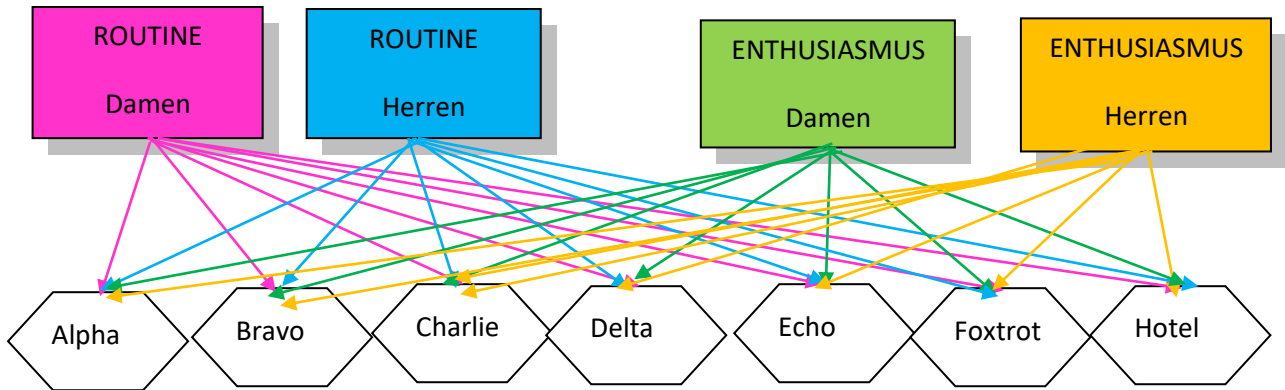 ROUTINE
Damen
ROUTINE
Herren
ENTHUSIASMUS
Damen
ENTHUSIASMUS
Herren
Alpha
Bravo
Charlie
Delta
Echo
Foxtrot
Hotel